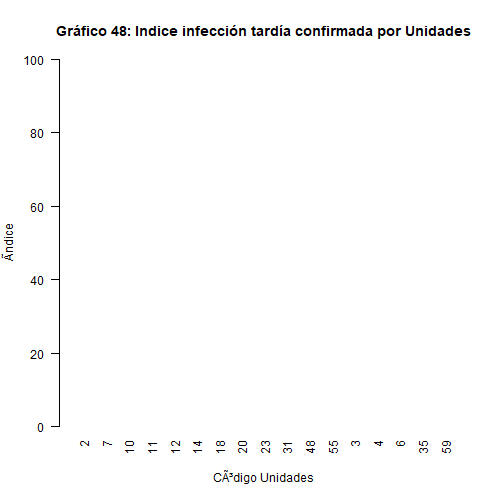 Gráfico 48: Indice infección tardía confirmada por Unidades
100
80
60
40
20
0
Ãndice
2 7 10 11 12 14 18 20 23 31 48 55 3 4 6 35 59
CÃ³digo Unidades